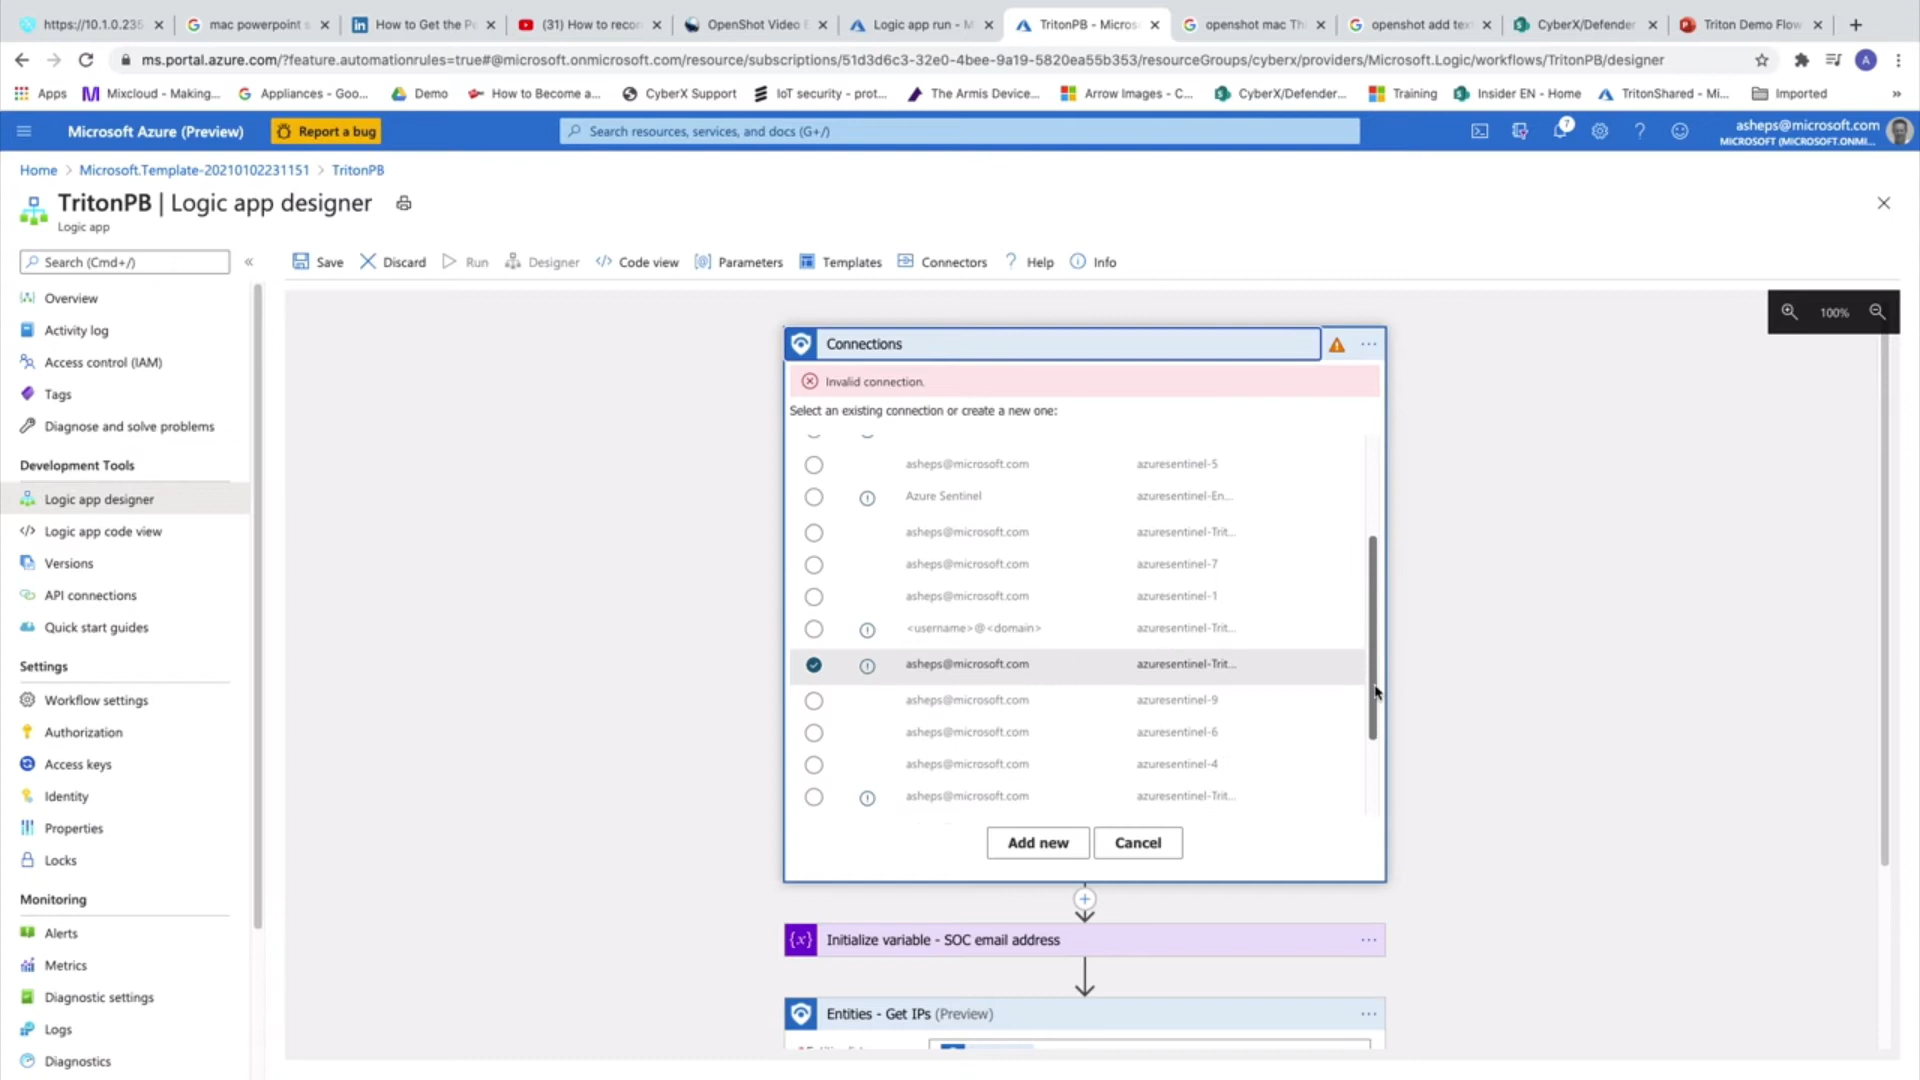 https://10.1.0.235
mac powerpoint s
How to Get the Pe
(31) How to recon
OpenShot Video E
Logic app run - M
TritonPB - Micros
openshot mac Th
openshot add text
CyberX/Defender
Triton Demo Flow
ms.portal.azure.com/?feature.automationrules=true#@microsoft.onmicrosoft.com/resource/subscriptions/51d3d6c3-32e0-4bee-9a19-5820ea55b353/resourceGroups/cyberx/providers/Microsoft.Logic/workflows/TritonPB/designer
A
Apps
Mixcloud - Making...
Appliances - Goo...
Demo
How to Become a...
CyberX Support
IoT security - prot...
The Armis Device...
Arrow Images - C...
CyberX/Defender...
Training
Insider EN - Home
TritonShared - Mi...
Imported
»
Microsoft Azure (Preview)
Report a bug
Search resources, services, and docs (G+/)
7
asheps@microsoft.com
MICROSOFT (MICROSOFT.ONMI...
Home > Microsoft.Template-20210102231151 > TritonPB
TritonPB | Logic app designer
Logic app
Search (Cmd+/)
«
Save
Discard
Run
Designer
Code view
Parameters
Templates
Connectors
Help
Info
Overview
Activity log
Access control (IAM)
Tags
Diagnose and solve problems
Development Tools
Logic app designer
Logic app code view
Versions
API connections
Quick start guides
Settings
Workflow settings
Authorization
Access keys
Identity
Properties
Locks
Monitoring
Alerts
Metrics
Diagnostic settings
Logs
Diagnostics
100%
Connections
Invalid connection.
Select an existing connection or create a new one:
asheps@microsoft.com azuresentinel-5
Azure Sentinel azuresentinel-En...
asheps@microsoft.com azuresentinel-Trit...
asheps@microsoft.com azuresentinel-7
asheps@microsoft.com azuresentinel-1
<username>@<domain> azuresentinel-Trit...
asheps@microsoft.com azuresentinel-Trit...
asheps@microsoft.com azuresentinel-9
asheps@microsoft.com azuresentinel-6
asheps@microsoft.com azuresentinel-4
asheps@microsoft.com azuresentinel-Trit...
Add new
Cancel
Initialize variable - SOC email address
Entities - Get IPs (Preview)